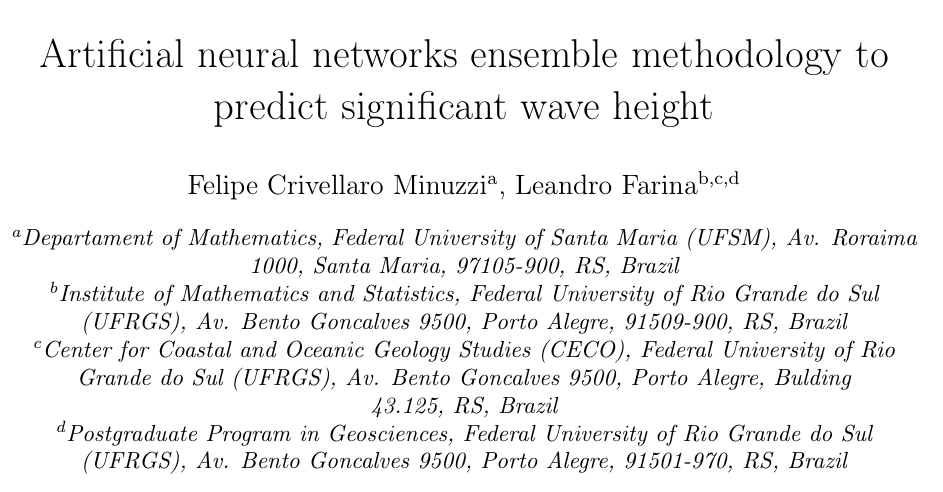 Artificial neural networks ensemble methodology to
predict significant wave height
Felipe Crivellaro Minuzziᵃ, Leandro Farinaᵇ,ᶜ,ᵈ
ᵃDepartament of Mathematics, Federal University of Santa Maria (UFSM), Av. Roraima
1000, Santa Maria, 97105-900, RS, Brazil
ᵇInstitute of Mathematics and Statistics, Federal University of Rio Grande do Sul
(UFRGS), Av. Bento Goncalves 9500, Porto Alegre, 91509-900, RS, Brazil
ᶜCenter for Coastal and Oceanic Geology Studies (CECO), Federal University of Rio
Grande do Sul (UFRGS), Av. Bento Goncalves 9500, Porto Alegre, Bulding
43.125, RS, Brazil
ᵈPostgraduate Program in Geosciences, Federal University of Rio Grande do Sul
(UFRGS), Av. Bento Goncalves 9500, Porto Alegre, 91501-970, RS, Brazil